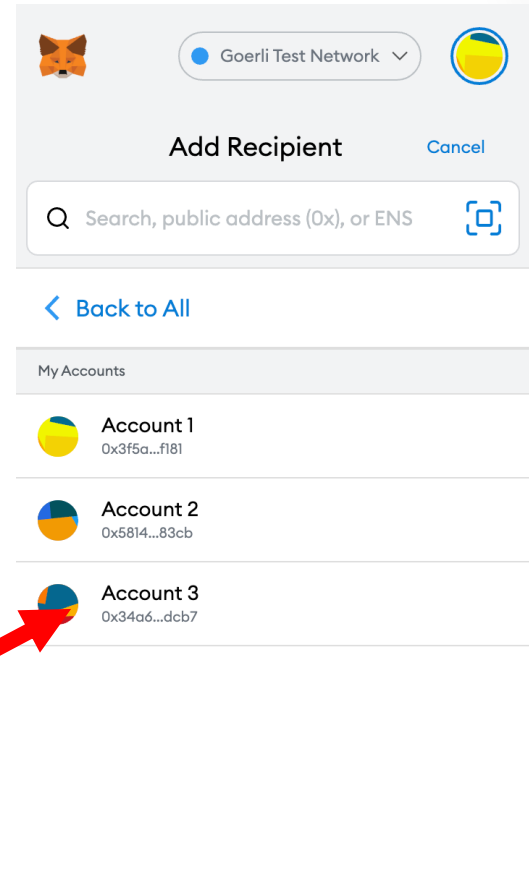 Goerli Test Network
Add Recipient
Cancel
Search, public address (0x), or ENS
Back to All
My Accounts
Account 1
0x3f5a...f181
Account 2
0x5814...83cb
Account 3
0x34a6...dcb7